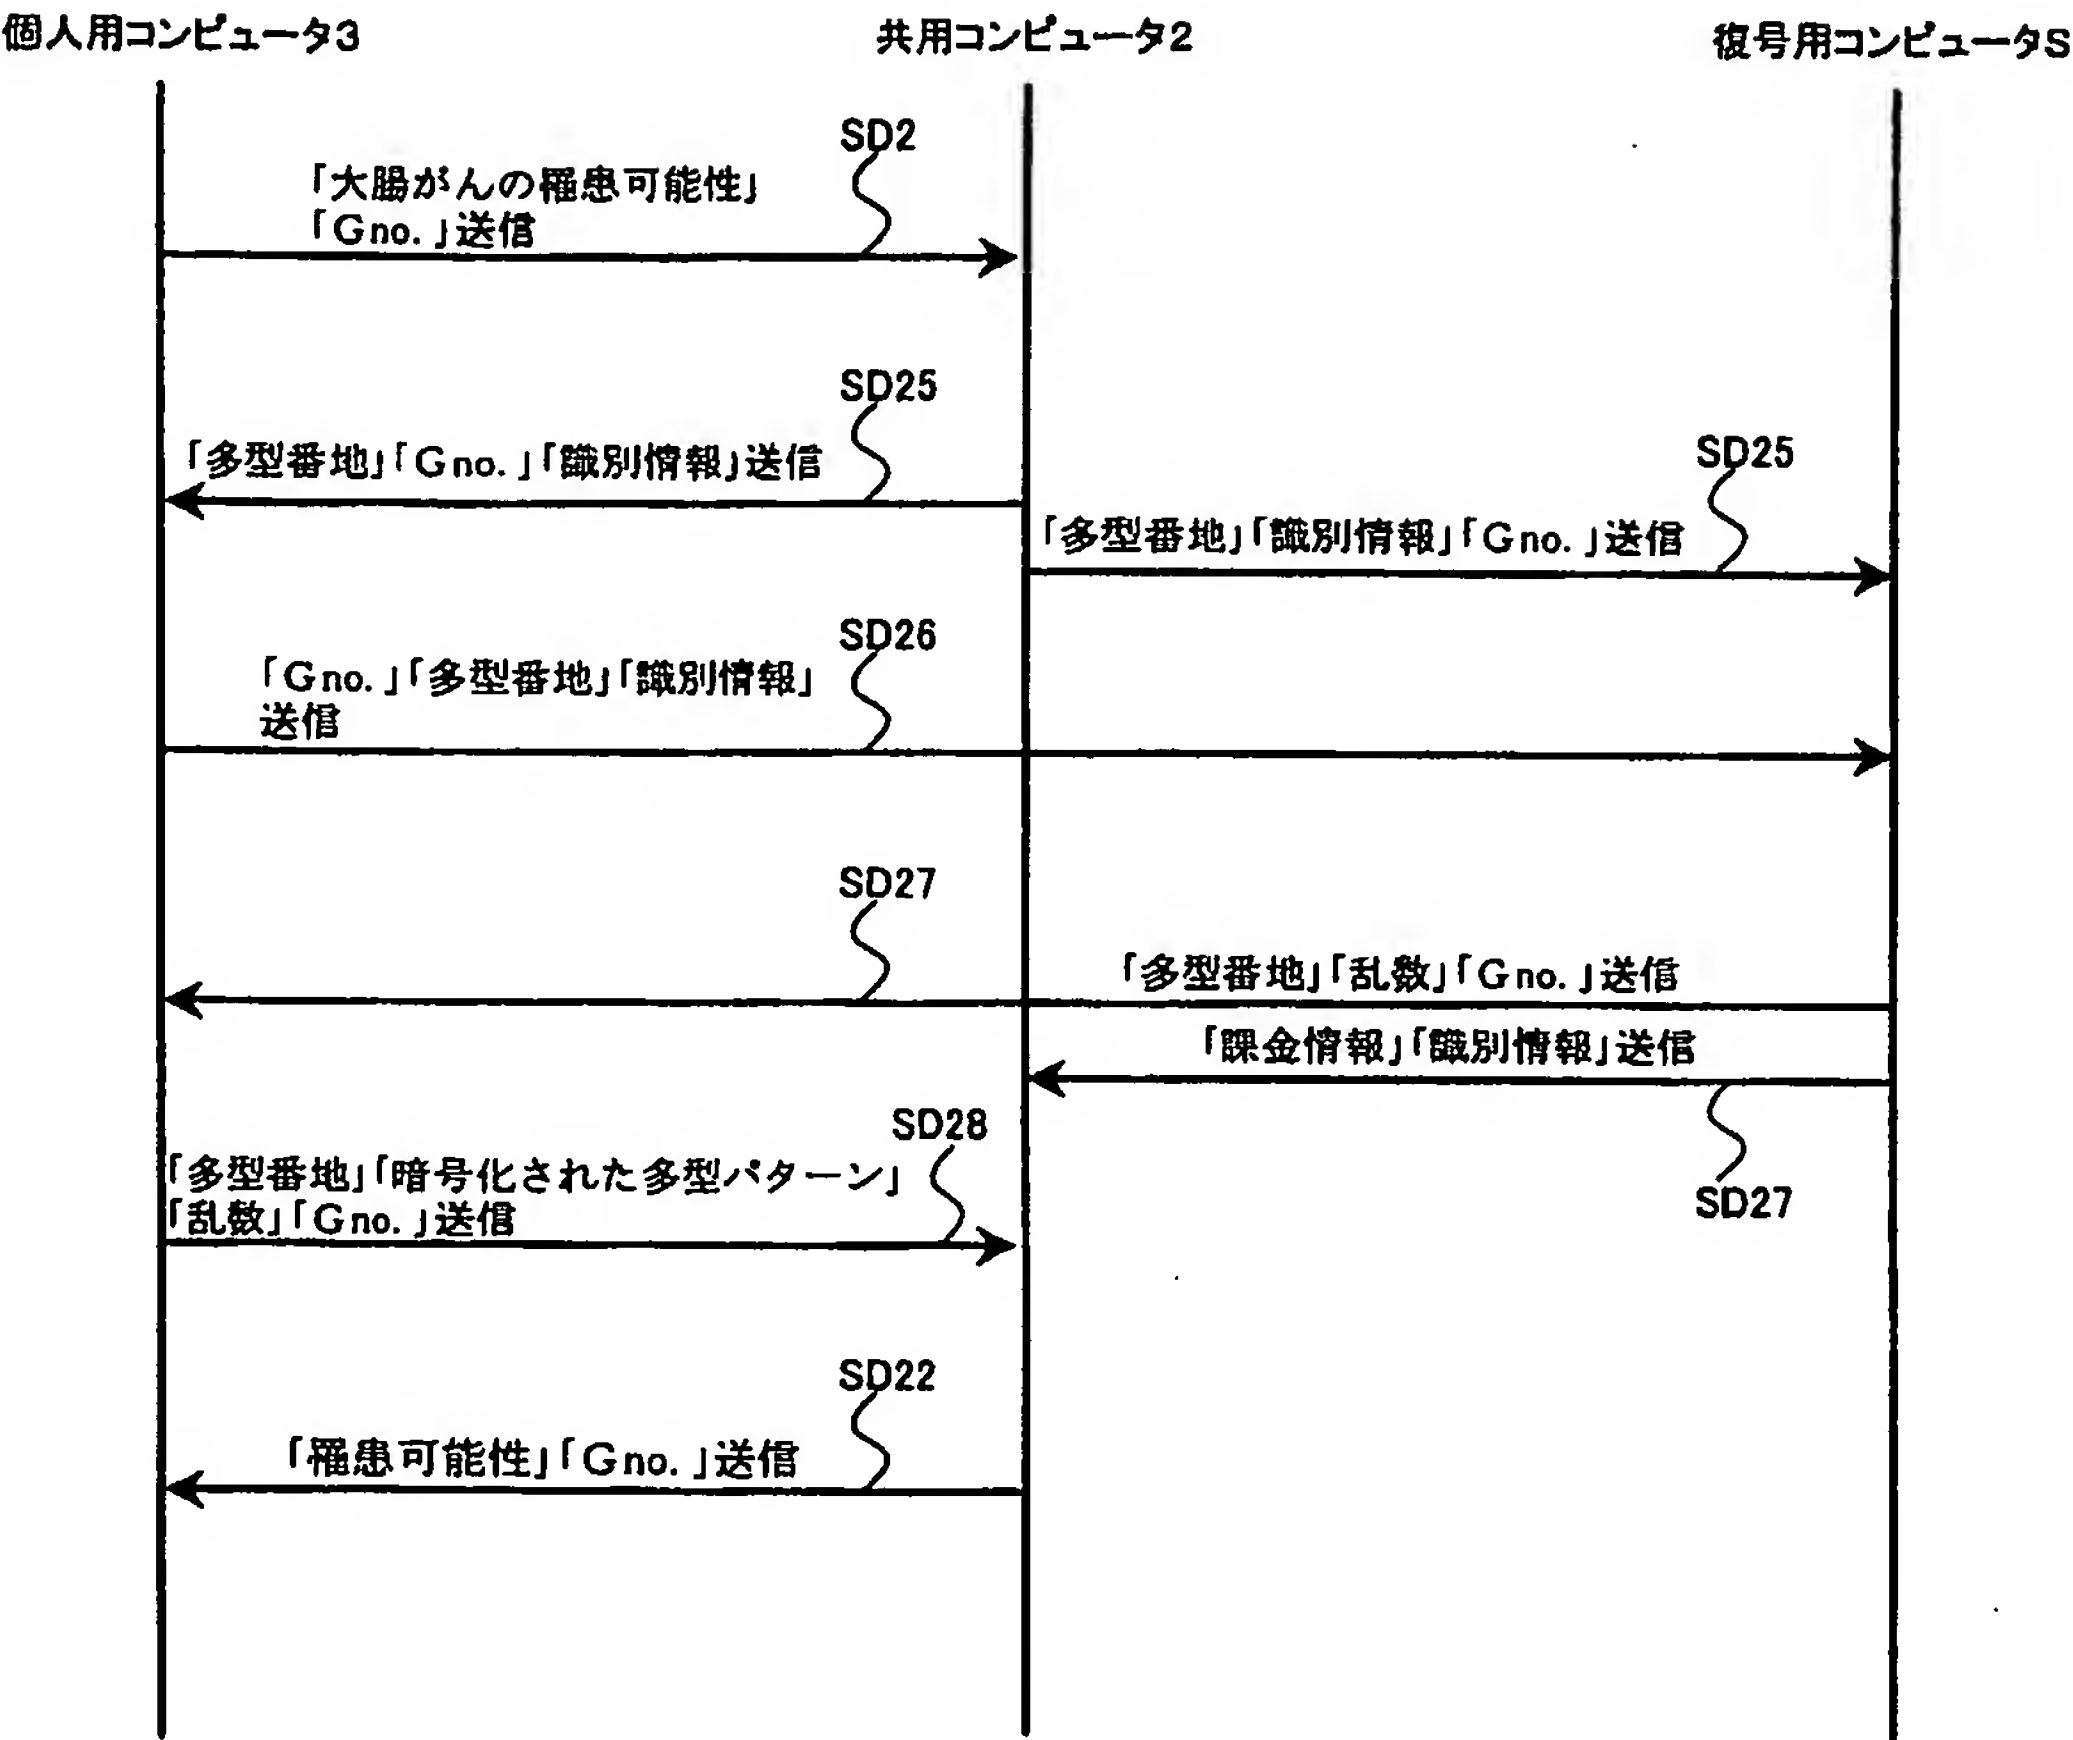 個人用コンピュータ3
共用コンピュータ2
復号用コンピュータS
SD2
「大腸がんの罹患可能性」
「Gno.」送信
SD25
「多型番地」「Gno.」「識別情報」送信
SD25
「多型番地」「識別情報」「Gno.」送信
SD26
「Gno.」「多型番地」「識別情報」
送信
SD27
「多型番地」「乱数」「Gno.」送信
「課金情報」「識別情報」送信
SD27
SD28
「多型番地」「暗号化された多型パターン」
「乱数」「Gno.」送信
SD22
「罹患可能性」「Gno.」送信